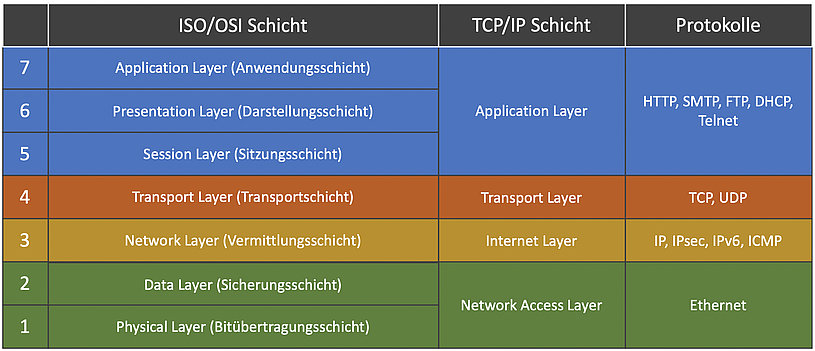 ISO/OSI Schicht TCP/IP Schicht Protokolle
7 Application Layer (Anwendungsschicht)
6 Presentation Layer (Darstellungsschicht) Application Layer HTTP, SMTP, FTP, DHCP,
Telnet
5 Session Layer (Sitzungsschicht)
4 Transport Layer (Transportschicht) Transport Layer TCP, UDP
3 Network Layer (Vermittlungsschicht) Internet Layer IP, IPsec, IPv6, ICMP
2 Data Layer (Sicherungsschicht)
Network Access Layer Ethernet
1 Physical Layer (Bitübertragungsschicht)